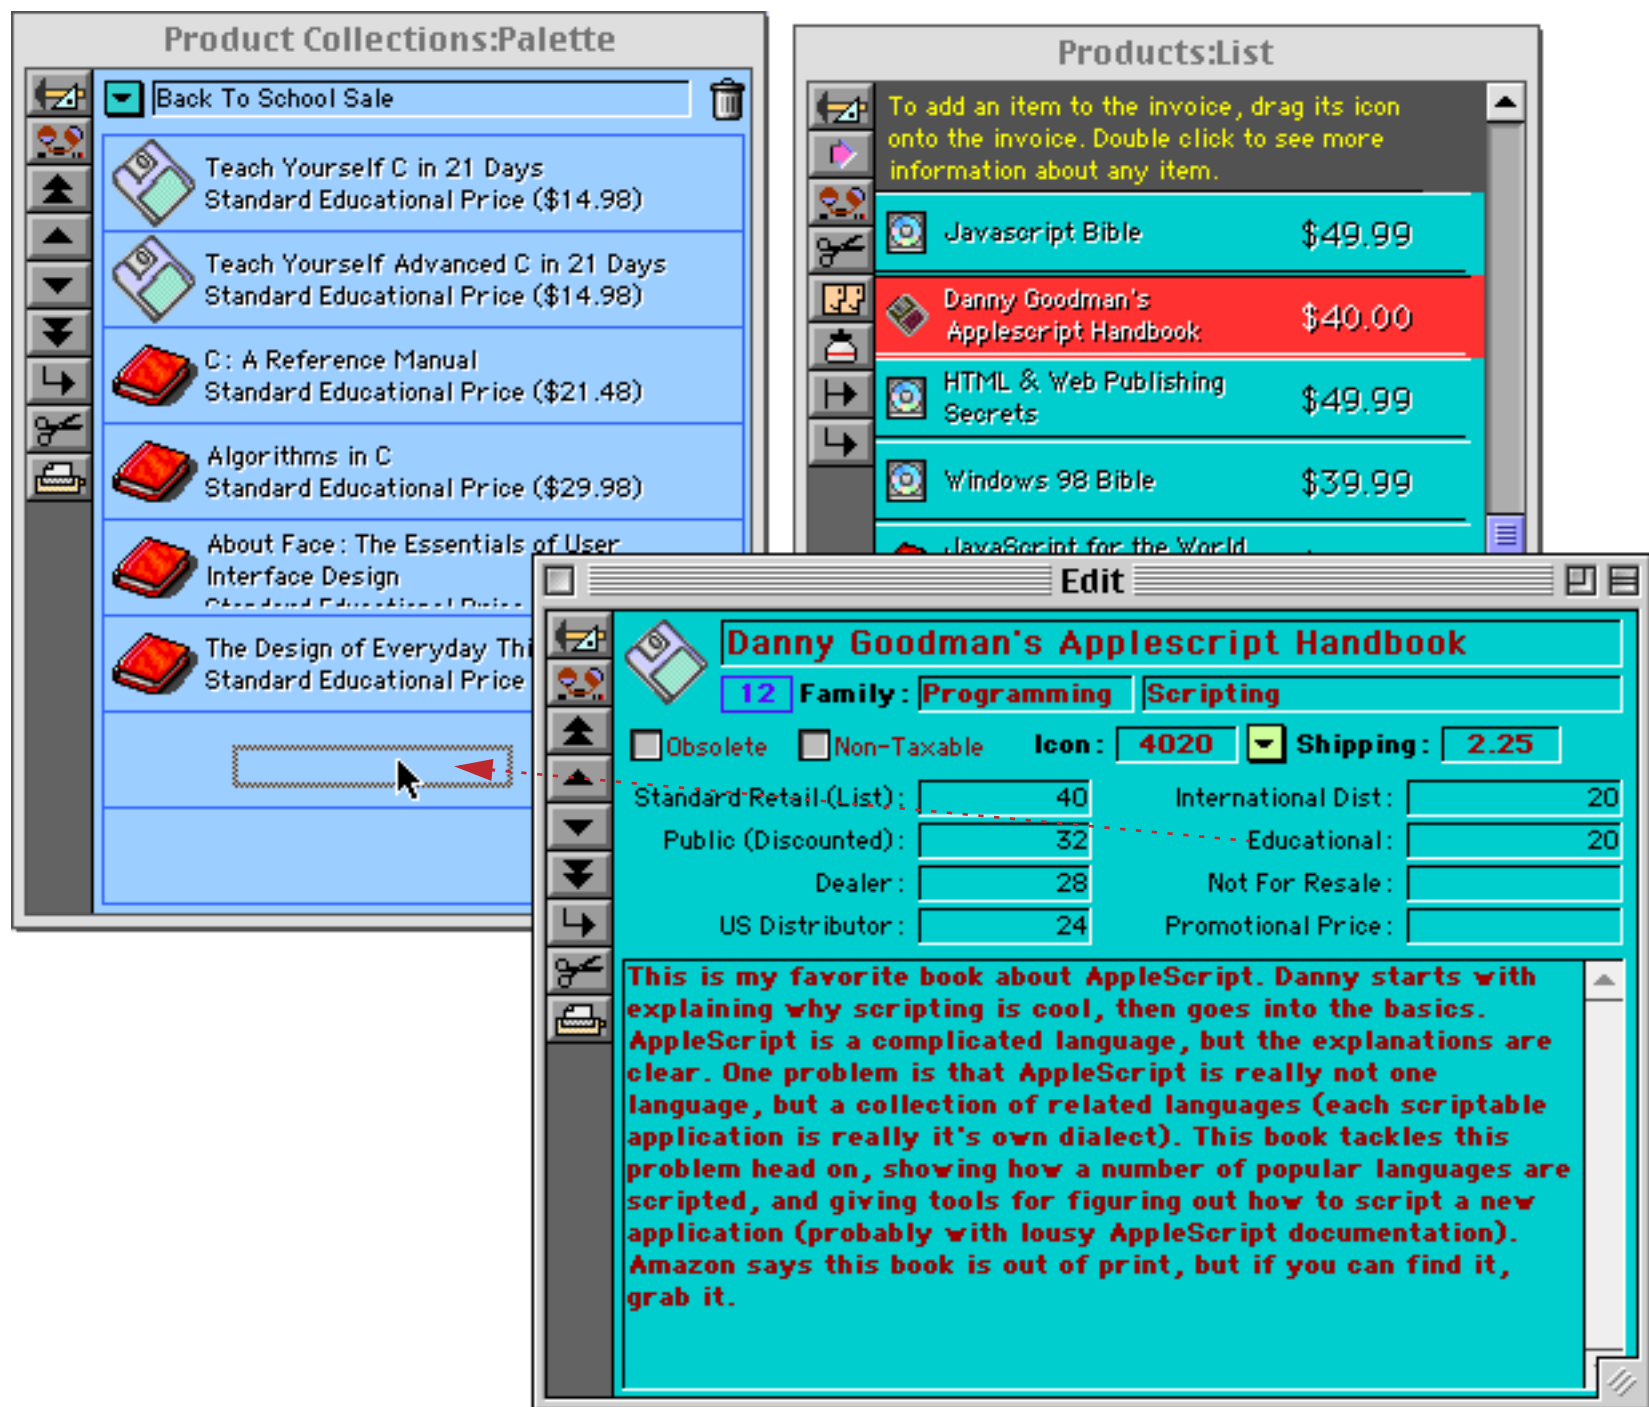 Product Collections:Palette
Back To School Sale
Teach Yourself C in 21 Days
Standard Educational Price ($14.98)
Teach Yourself Advanced C in 21 Days
Standard Educational Price ($14.98)
C: A Reference Manual
Standard Educational Price ($21.48)
Algorithms in C
Standard Educational Price ($29.98)
About Face: The Essentials of User
Interface Design
Standard Educational Price
The Design of Everyday Thi
Standard Educational Price
Products:List
To add an item to the invoice, drag its icon
onto the invoice. Double click to see more
information about any item.
Javascript Bible $49.99
Danny Goodman's
Applescript Handbook $40.00
HTML & Web Publishing
Secrets $49.99
Windows 98 Bible $39.99
JavaScript for the World
Edit
Danny Goodman's Applescript Handbook
12 Family: Programming Scripting
Obsolete Non-Taxable Icon: 4020 Shipping: 2.25
Standard Retail (List): 40 International Dist: 20
Public (Discounted): 32 Educational: 20
Dealer: 28 Not For Resale:
US Distributor: 24 Promotional Price:
This is my favorite book about AppleScript. Danny starts with
explaining why scripting is cool, then goes into the basics.
AppleScript is a complicated language, but the explanations are
clear. One problem is that AppleScript is really not one
language, but a collection of related languages (each scriptable
application is really it's own dialect). This book tackles this
problem head on, showing how a number of popular languages are
scripted, and giving tools for figuring out how to script a new
application (probably with lousy AppleScript documentation).
Amazon says this book is out of print, but if you can find it,
grab it.